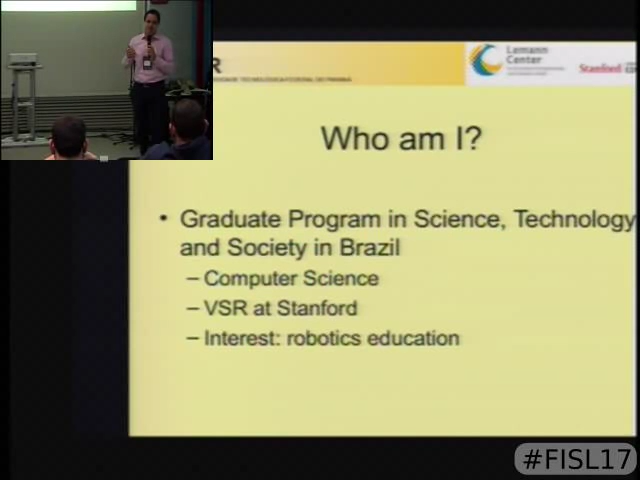 R
Lemann
Center
Stanford
Who am I?
• Graduate Program in Science, Technology
and Society in Brazil
– Computer Science
– VSR at Stanford
– Interest: robotics education
#FISL17